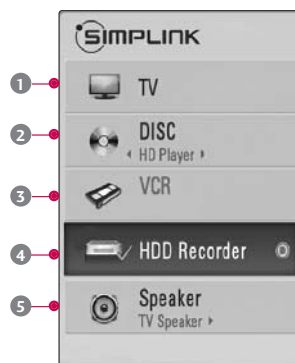 SIMPLINK
1 TV
2 DISC
◂ HD Player ▸
3 VCR
4 HDD Recorder
5 Speaker
TV Speaker ▸